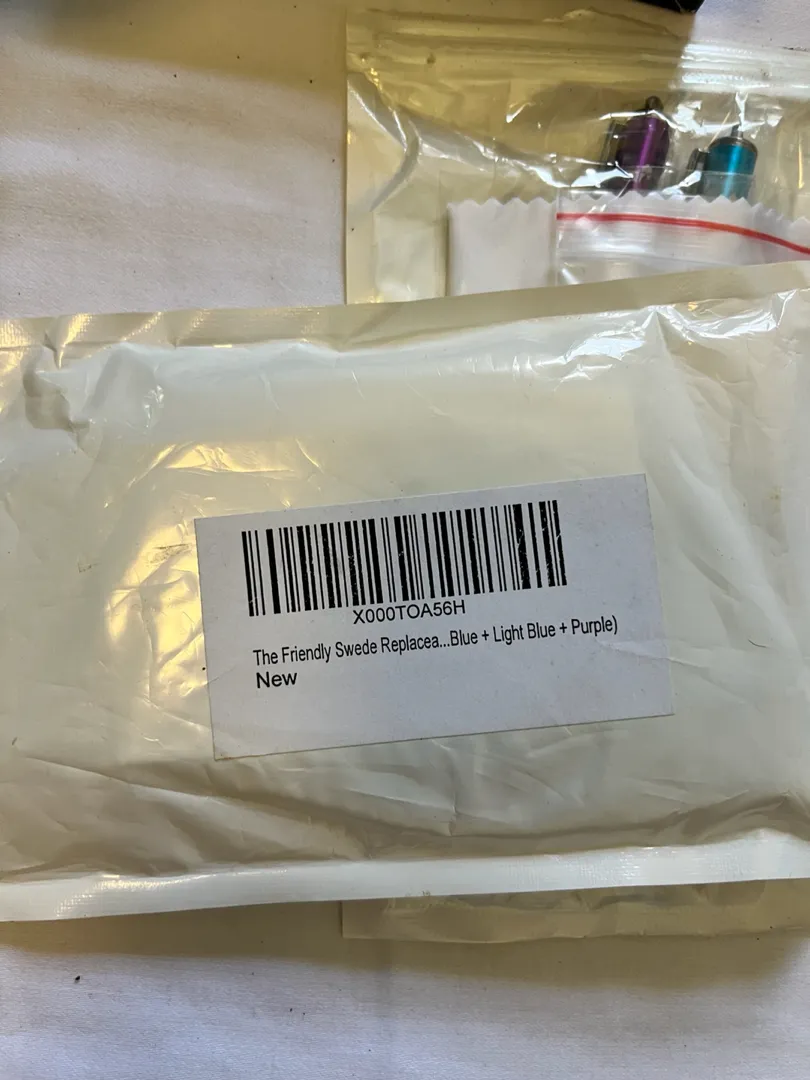 X000TOA56H
The Friendly Swede Replacea...Blue + Light Blue + Purple)
New